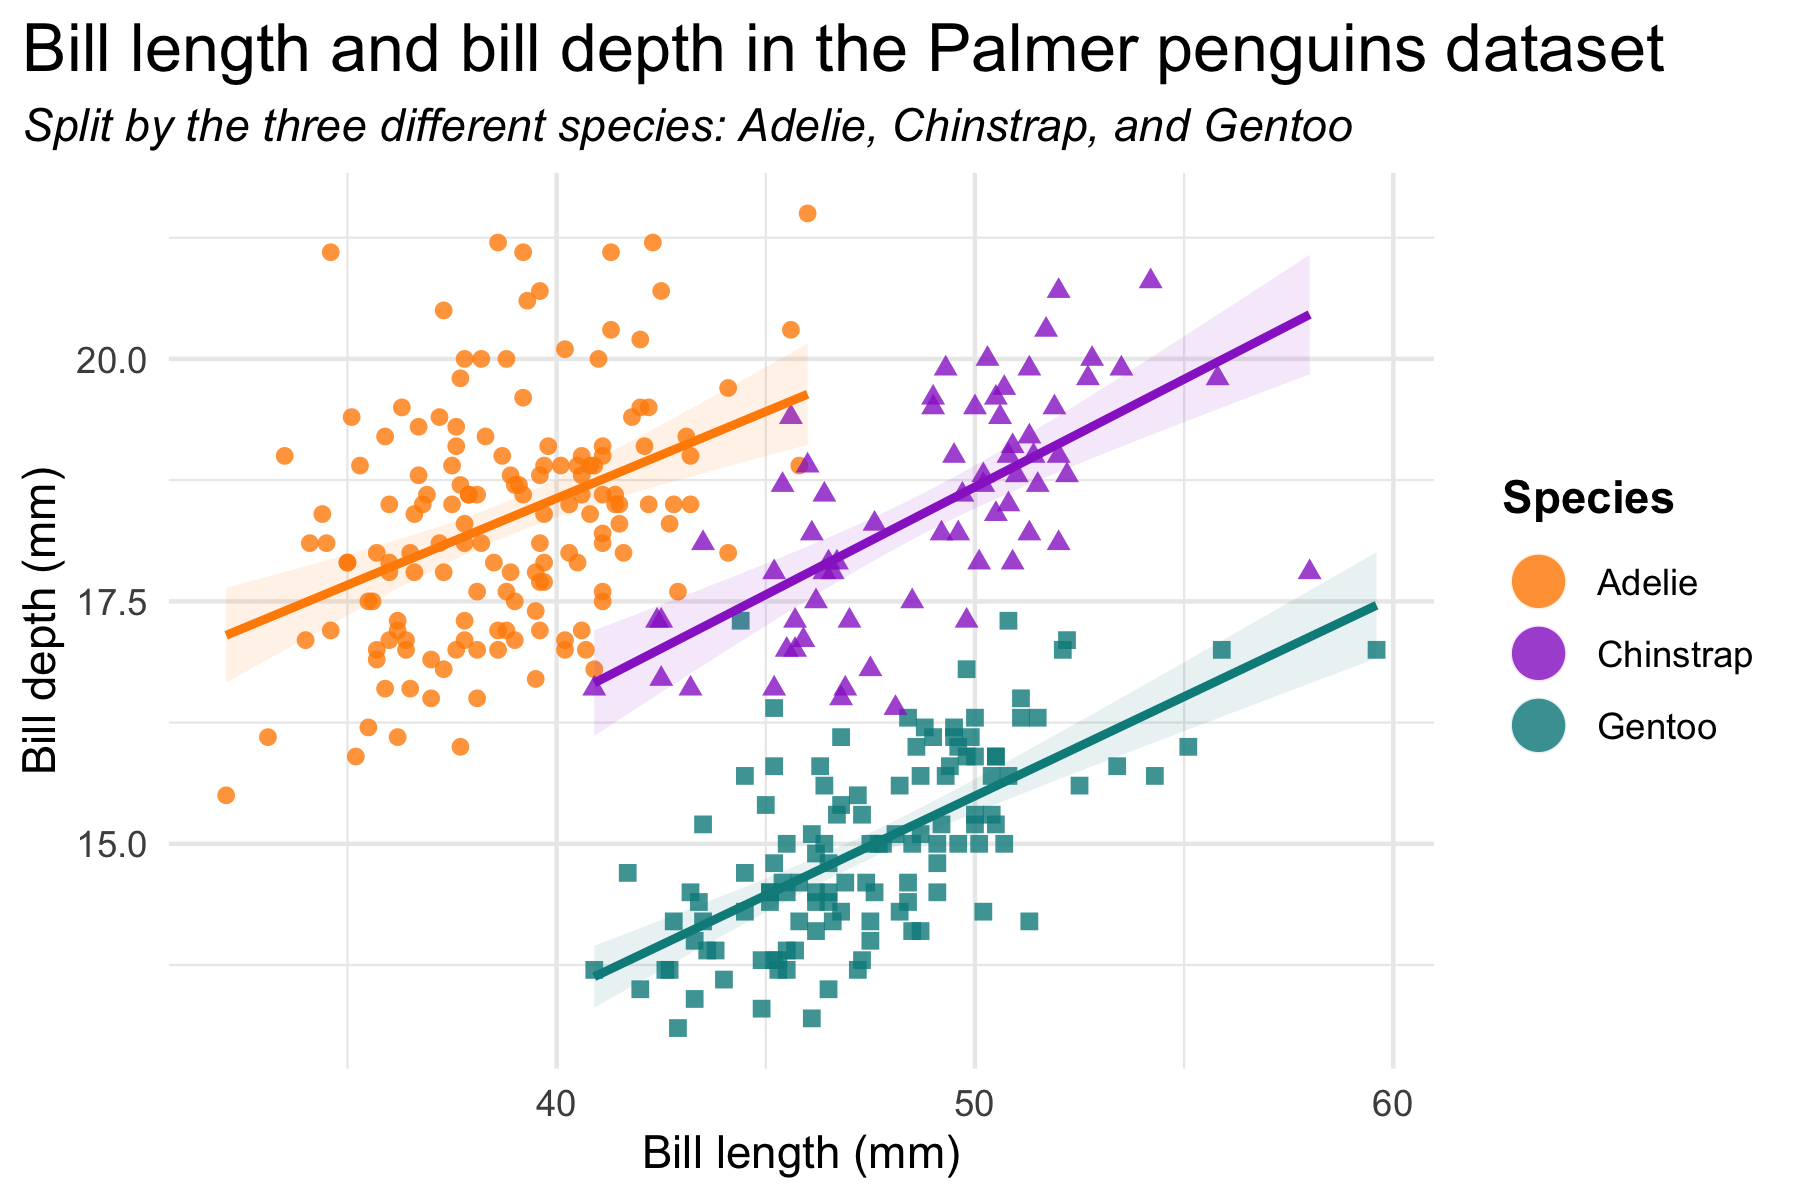 Bill length and bill depth in the Palmer penguins dataset
Split by the three different species: Adelie, Chinstrap, and Gentoo
Bill depth (mm)
20.0
17.5
15.0
40
50
60
Bill length (mm)
Species
Adelie
Chinstrap
Gentoo